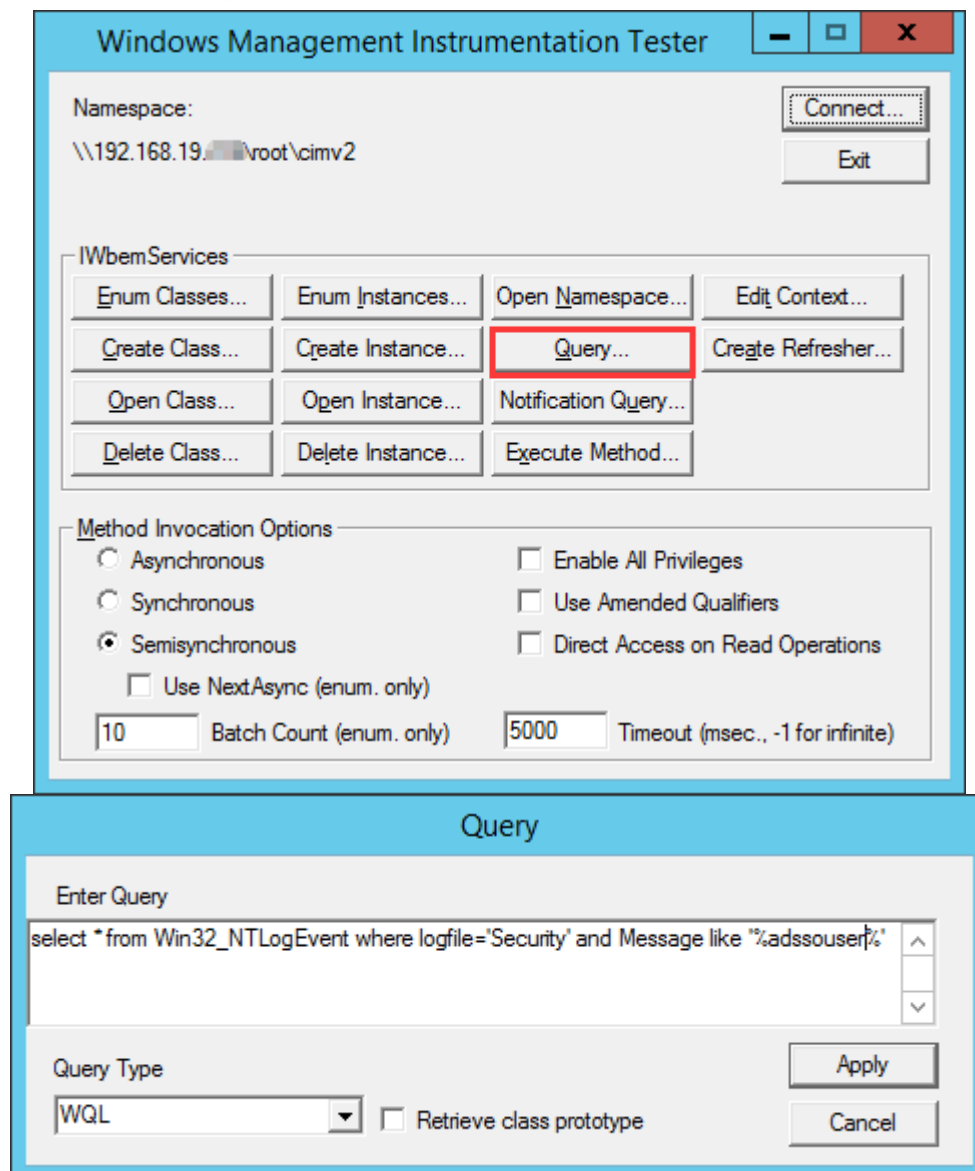 Windows Management Instrumentation Tester
Namespace:
Connect...
\\192.168.19. \root\cimv2
Exit
IWbemServices
Enum Classes... Enum Instances... Open Namespace... Edit Context...
Create Class... Create Instance... Query... Create Refresher...
Open Class... Open Instance... Notification Query...
Delete Class... Delete Instance... Execute Method...
Method Invocation Options
Asynchronous Enable All Privileges
Synchronous Use Amended Qualifiers
Semisynchronous Direct Access on Read Operations
Use NextAsync (enum. only)
10 Batch Count (enum. only) 5000 Timeout (msec., -1 for infinite)
Query
Enter Query
select * from Win32_NTLogEvent where logfile='Security' and Message like '%adssouser%'
Query Type
Apply
WQL Retrieve class prototype
Cancel